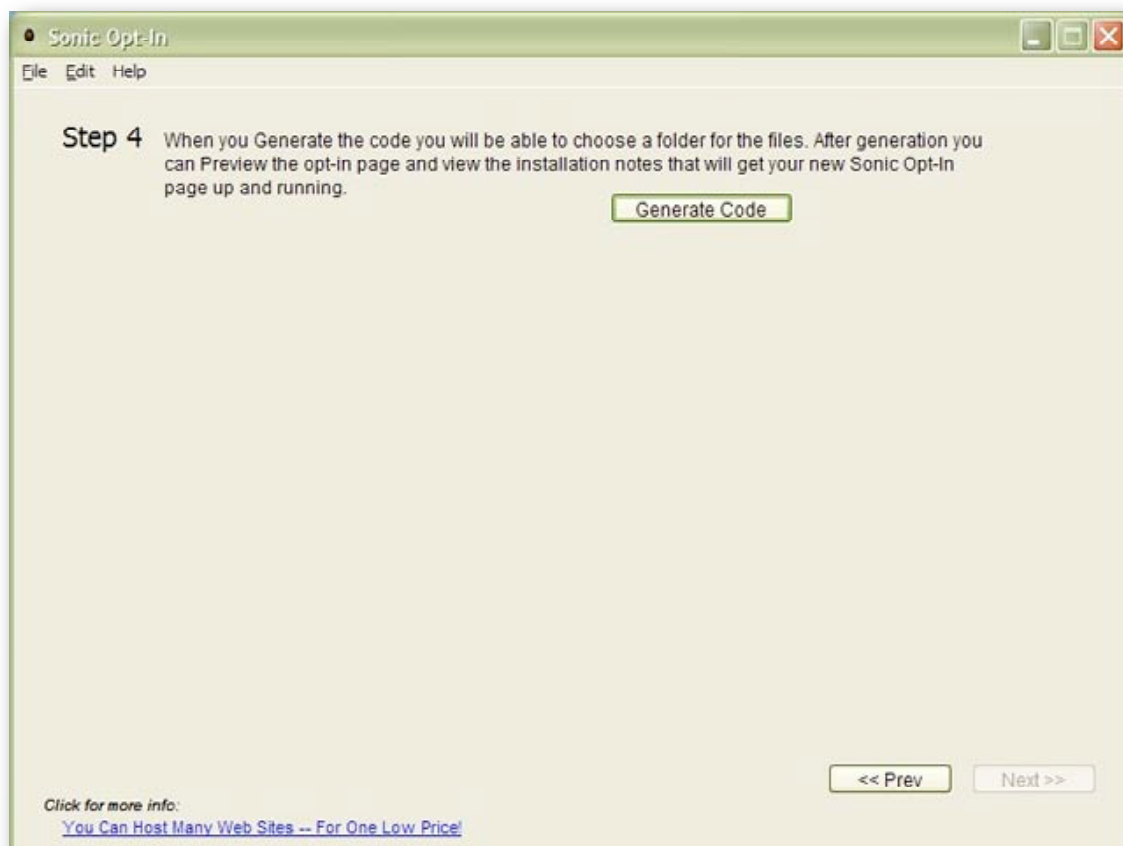 Sonic Opt-In
File Edit Help
Step 4 When you Generate the code you will be able to choose a folder for the files. After generation you
can Preview the opt-in page and view the installation notes that will get your new Sonic Opt-In
page up and running.
Generate Code
<< Prev Next >>
Click for more info:
You Can Host Many Web Sites -- For One Low Price!